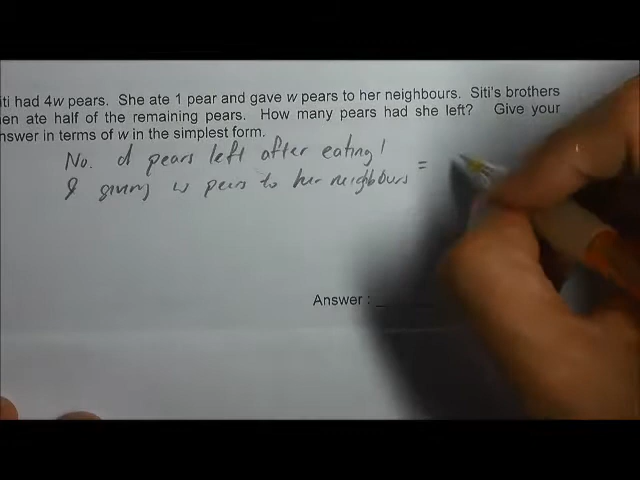 iti had 4w pears. She ate 1 pear and gave w pears to her neighbours. Siti's brothers
en ate half of the remaining pears. How many pears had she left? Give your
nswer in terms of w in the simplest form.
No. of pears left after eating 1
& giving w pears to her neighbours =
Answer : __